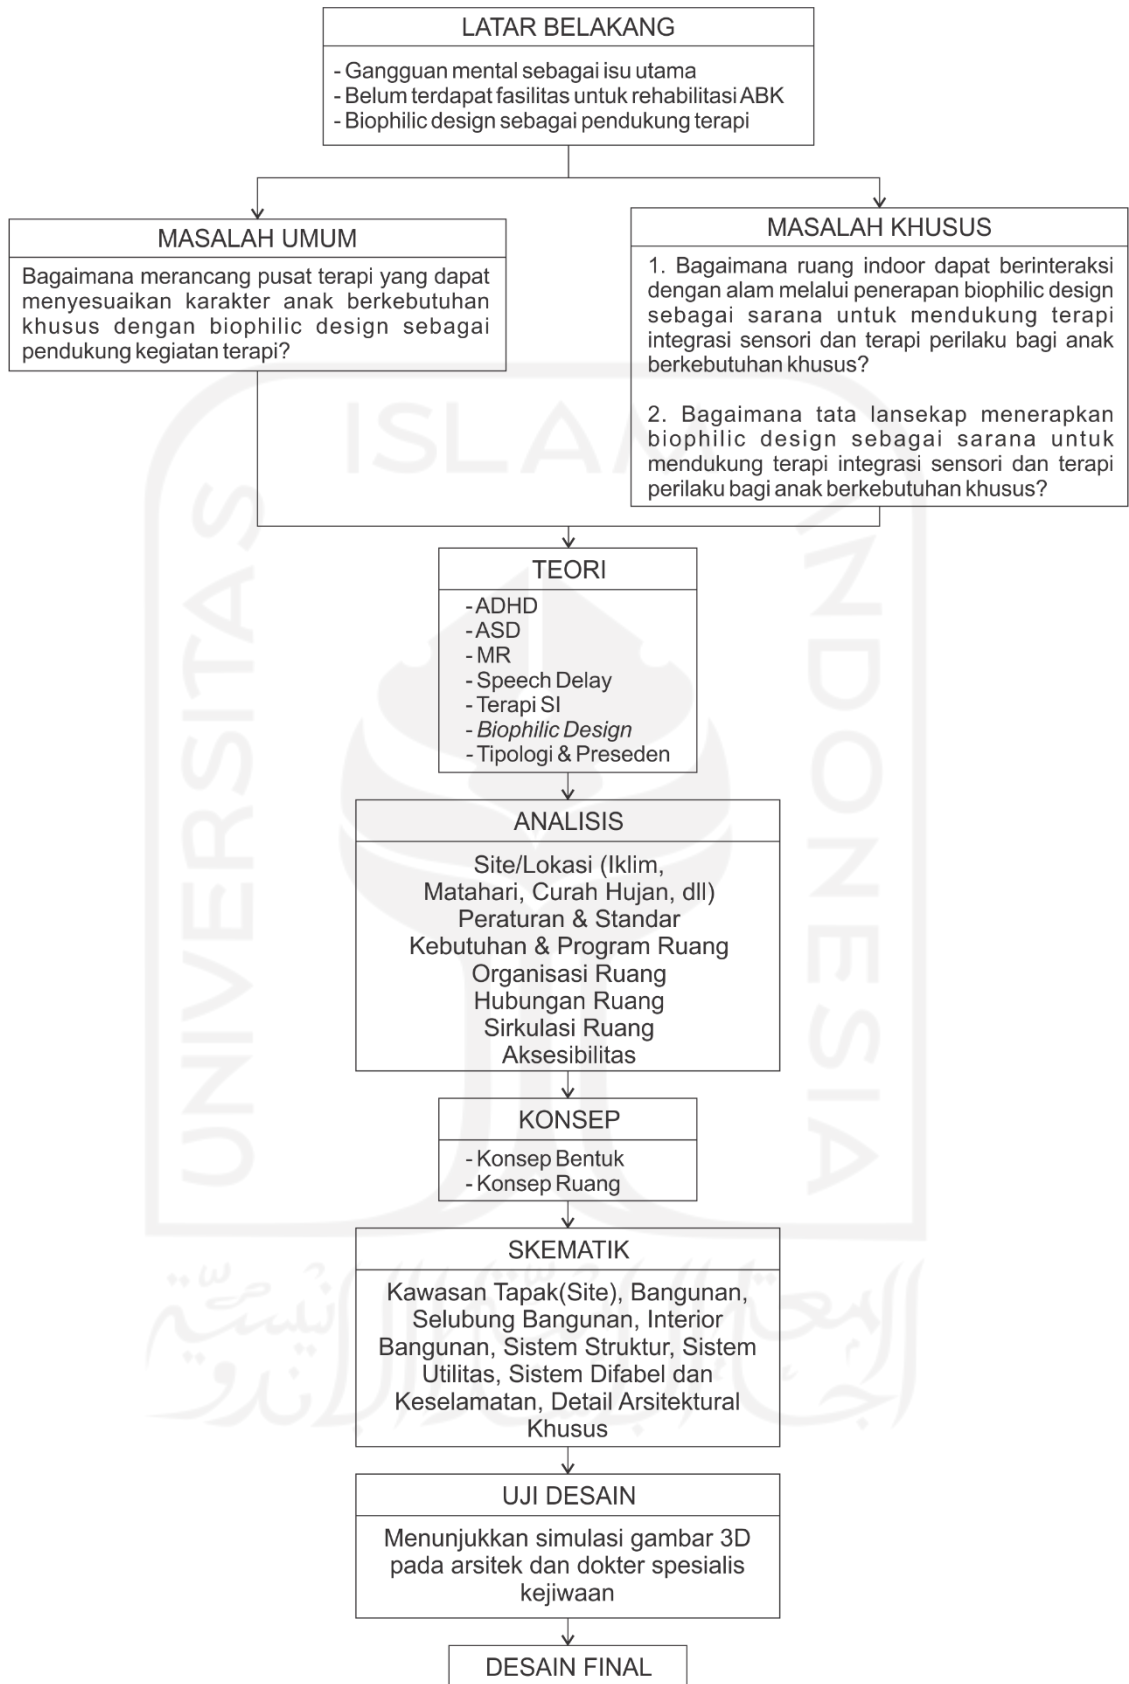 LATAR BELAKANG
- Gangguan mental sebagai isu utama
- Belum terdapat fasilitas untuk rehabilitasi ABK
- Biophilic design sebagai pendukung terapi
MASALAH UMUM
Bagaimana merancang pusat terapi yang dapat
menyesuaikan karakter anak berkebutuhan
khusus dengan biophilic design sebagai
pendukung kegiatan terapi?
MASALAH KHUSUS
1. Bagaimana ruang indoor dapat berinteraksi
dengan alam melalui penerapan biophilic design
sebagai sarana untuk mendukung terapi
integrasi sensori dan terapi perilaku bagi anak
berkebutuhan khusus?
2. Bagaimana tata lansekap menerapkan
biophilic design sebagai sarana untuk
mendukung terapi integrasi sensori dan terapi
perilaku bagi anak berkebutuhan khusus?
TEORI
- ADHD
- ASD
- MR
- Speech Delay
- Terapi SI
- Biophilic Design
- Tipologi & Preseden
ANALISIS
Site/Lokasi (Iklim,
Matahari, Curah Hujan, dll)
Peraturan & Standar
Kebutuhan & Program Ruang
Organisasi Ruang
Hubungan Ruang
Sirkulasi Ruang
Aksesibilitas
KONSEP
- Konsep Bentuk
- Konsep Ruang
SKEMATIK
Kawasan Tapak(Site), Bangunan,
Selubung Bangunan, Interior
Bangunan, Sistem Struktur, Sistem
Utilitas, Sistem Difabel dan
Keselamatan, Detail Arsitektural
Khusus
UJI DESAIN
Menunjukkan simulasi gambar 3D
pada arsitek dan dokter spesialis
kejiwaan
DESAIN FINAL
UNIVERSITAS
ISLAM
INDONESIA